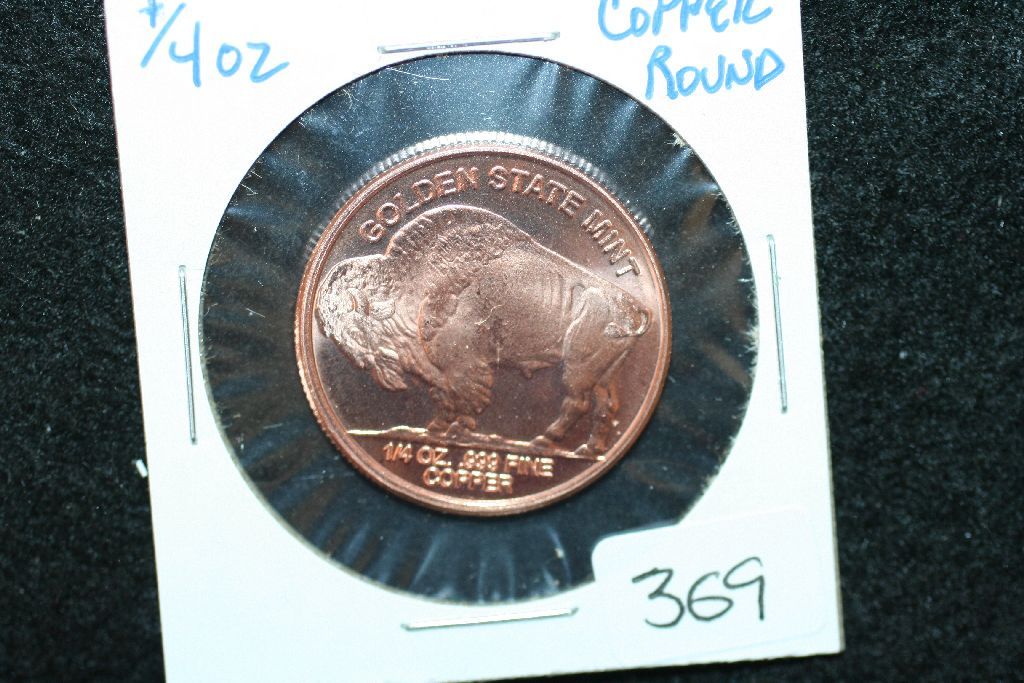 1/4 oz
COPPER
ROUND
GOLDEN STATE MINT
1/4 OZ. .999 FINE
COPPER
369